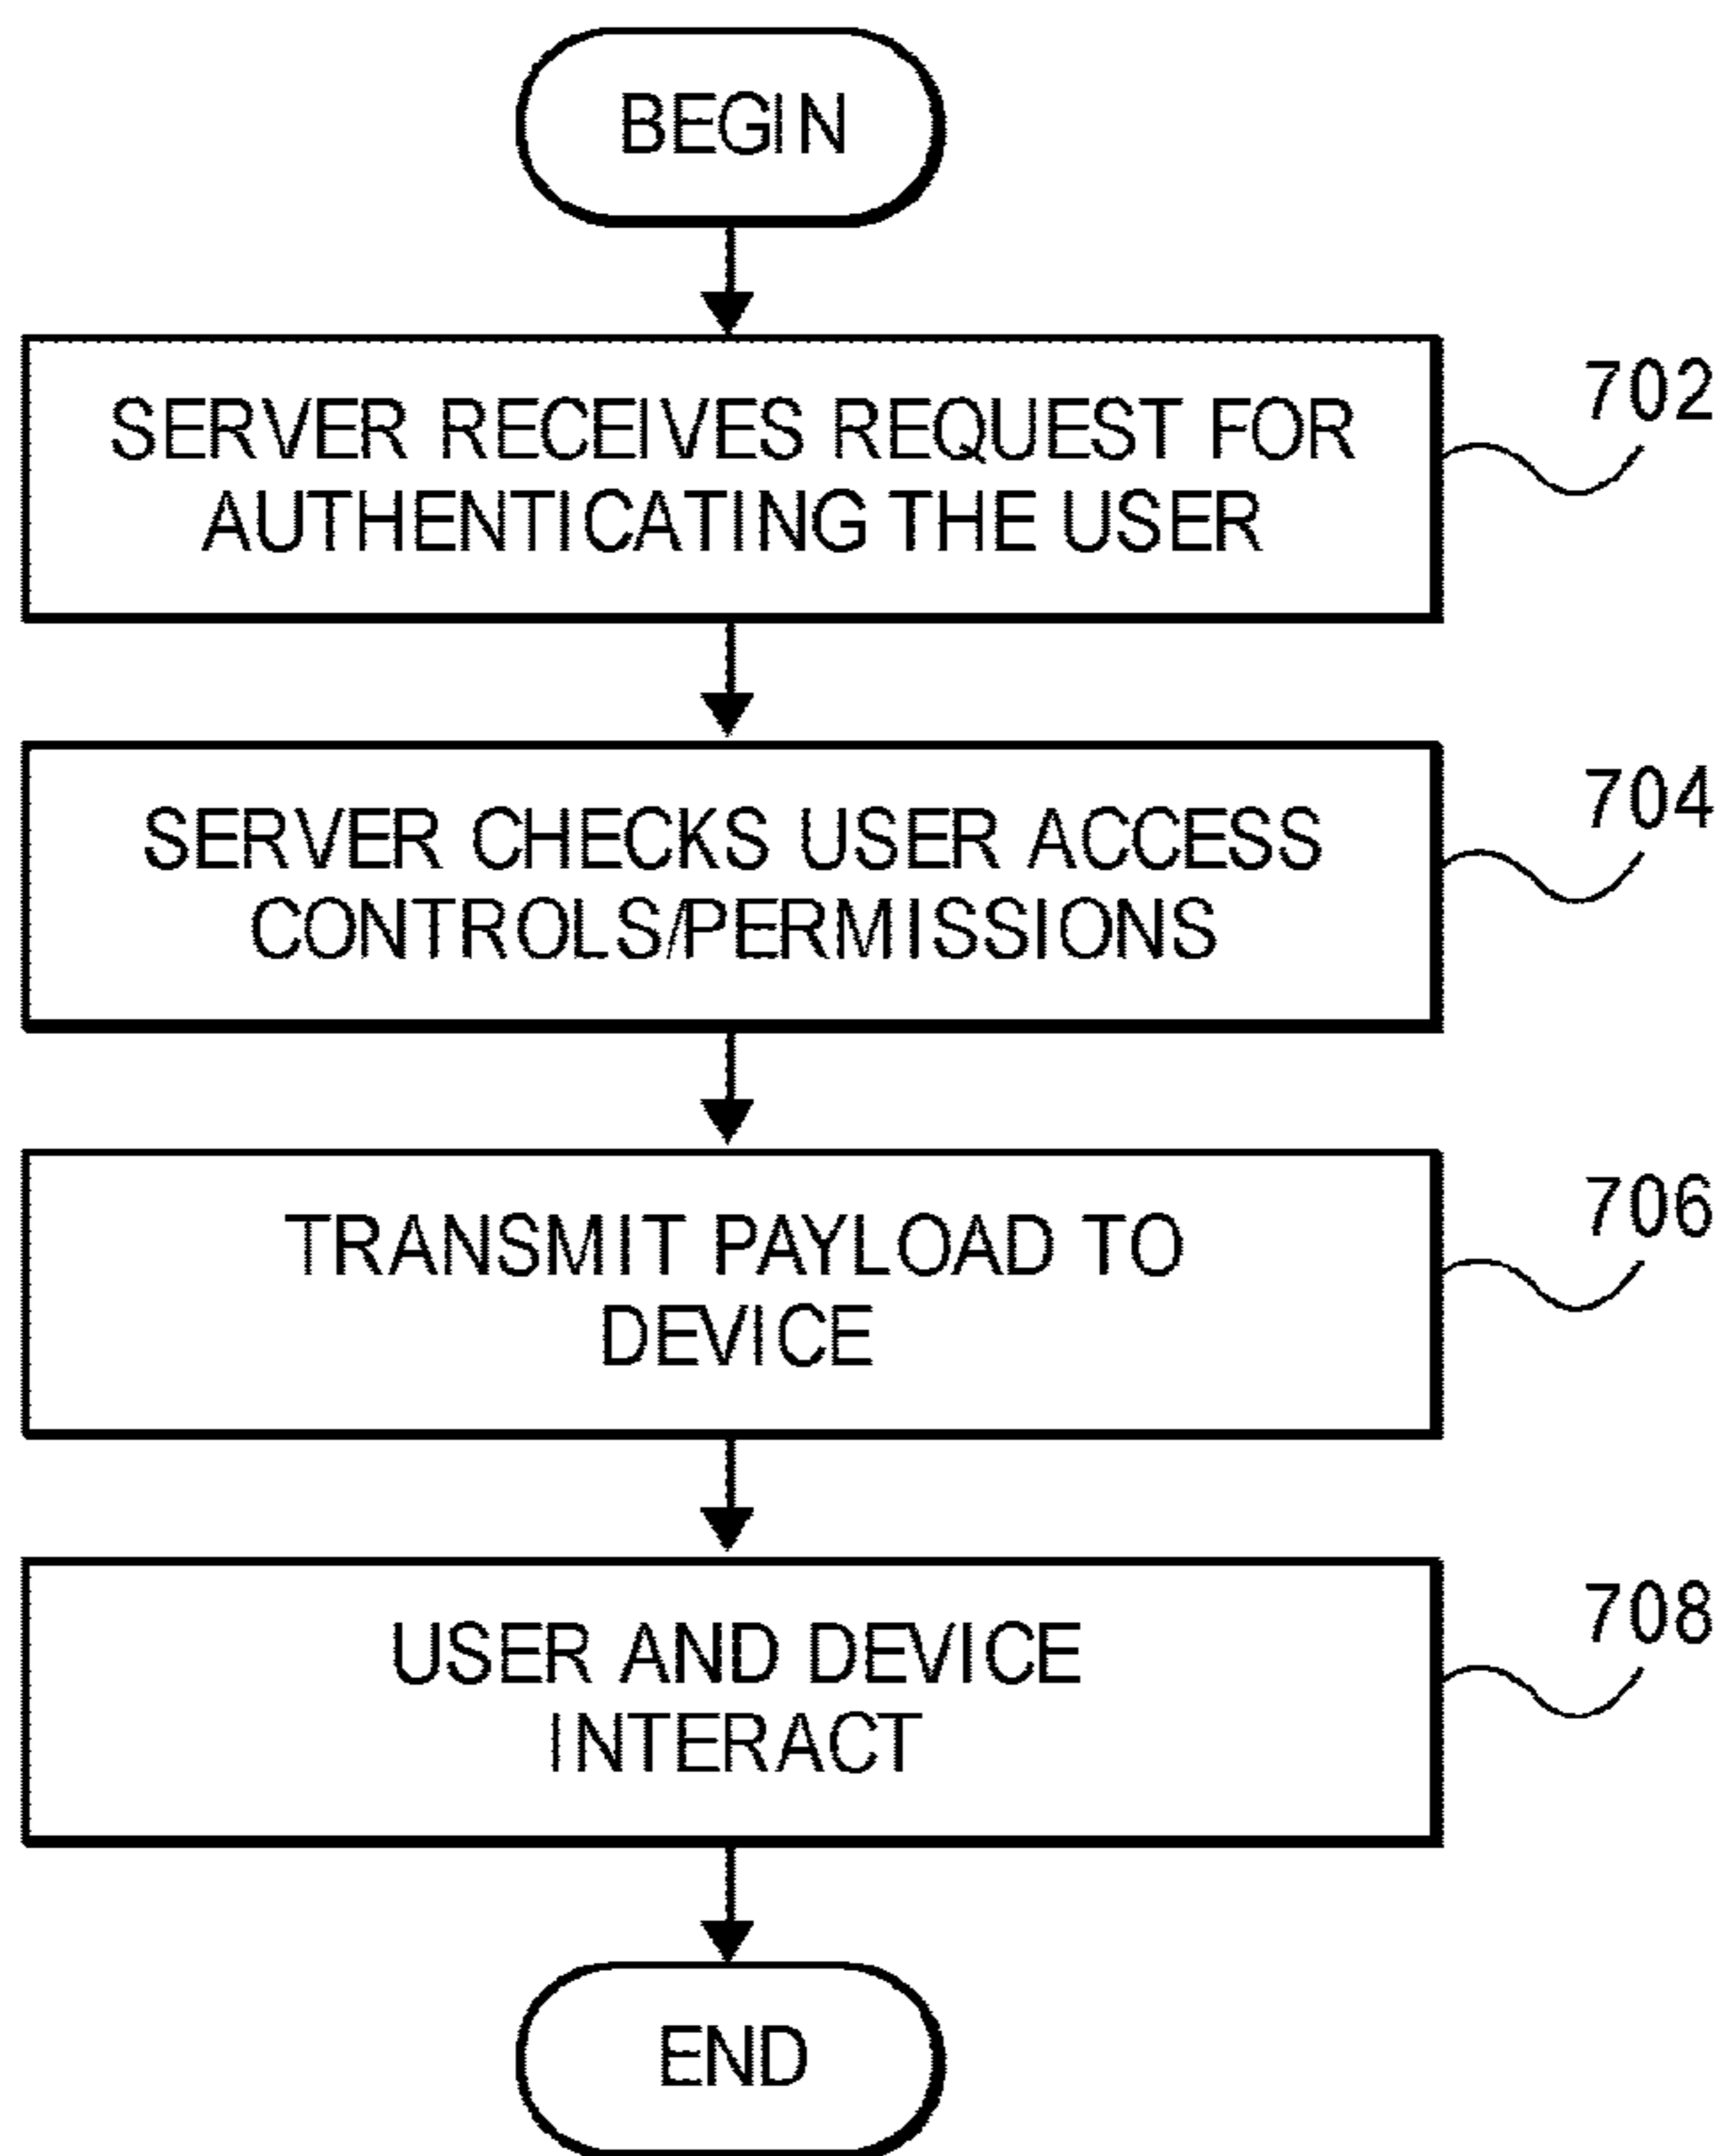 BEGIN
SERVER RECEIVES REQUEST FOR
AUTHENTICATING THE USER
702
SERVER CHECKS USER ACCESS
CONTROLS/PERMISSIONS
704
TRANSMIT PAYLOAD TO
DEVICE
706
USER AND DEVICE
INTERACT
708
END